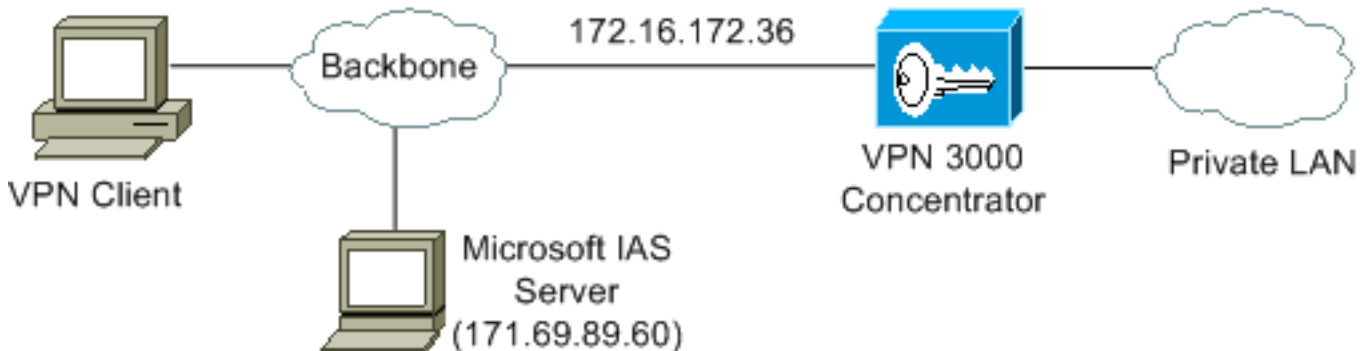 172.16.172.36
Backbone
VPN Client
VPN 3000
Concentrator
Private LAN
Microsoft IAS
Server
(171.69.89.60)